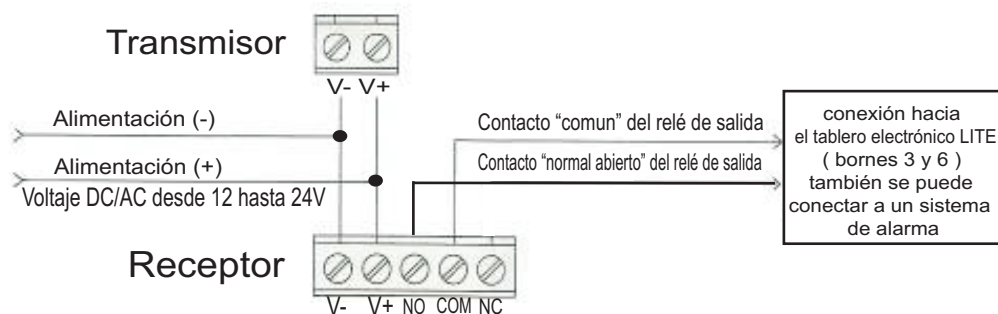 Transmisor
V- V+
Alimentación (-)
Alimentación (+)
Voltaje DC/AC desde 12 hasta 24V
Contacto “comun” del relé de salida
Contacto “normal abierto” del relé de salida
conexión hacia
el tablero electrónico LITE
( bornes 3 y 6 )
también se puede
conectar a un sistema
de alarma
Receptor
V- V+ NO COM NC